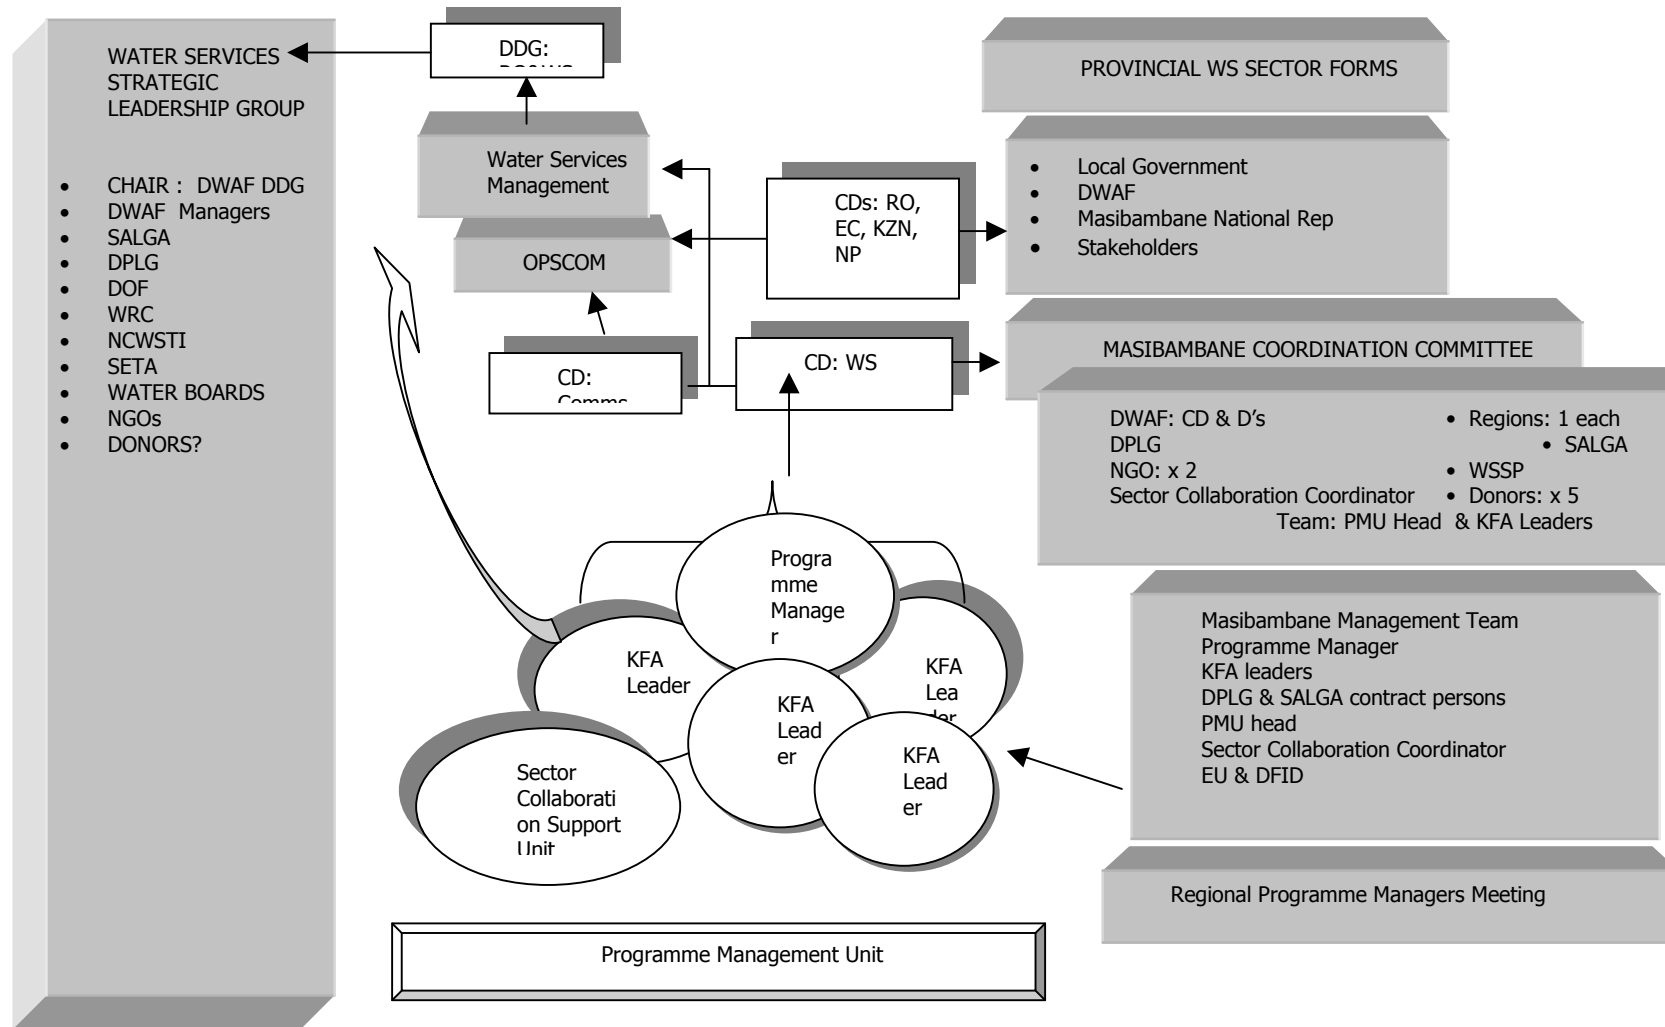 WATER SERVICES
STRATEGIC
LEADERSHIP GROUP
• CHAIR : DWAF DDG
• DWAF Managers
• SALGA
• DPLG
• DOF
• WRC
• NCWSTI
• SETA
• WATER BOARDS
• NGOs
• DONORS?
DDG:
Water Services
Management
OPSCOM
CD:
Comms
CDs: RO,
EC, KZN,
NP
CD: WS
PROVINCIAL WS SECTOR FORMS
• Local Government
• DWAF
• Masibambane National Rep
• Stakeholders
MASIBAMBANE COORDINATION COMMITTEE
DWAF: CD & D’s • Regions: 1 each
DPLG • SALGA
NGO: x 2 • WSSP
Sector Collaboration Coordinator • Donors: x 5
Team: PMU Head & KFA Leaders
Masibambane Management Team
Programme Manager
KFA leaders
DPLG & SALGA contract persons
PMU head
Sector Collaboration Coordinator
EU & DFID
Regional Programme Managers Meeting
Progra
mme
Manage
r
KFA
Leader
KFA
Lead
er
KFA
Lea
der
KFA
Lead
er
Sector
Collaborati
on Support
Unit
Programme Management Unit